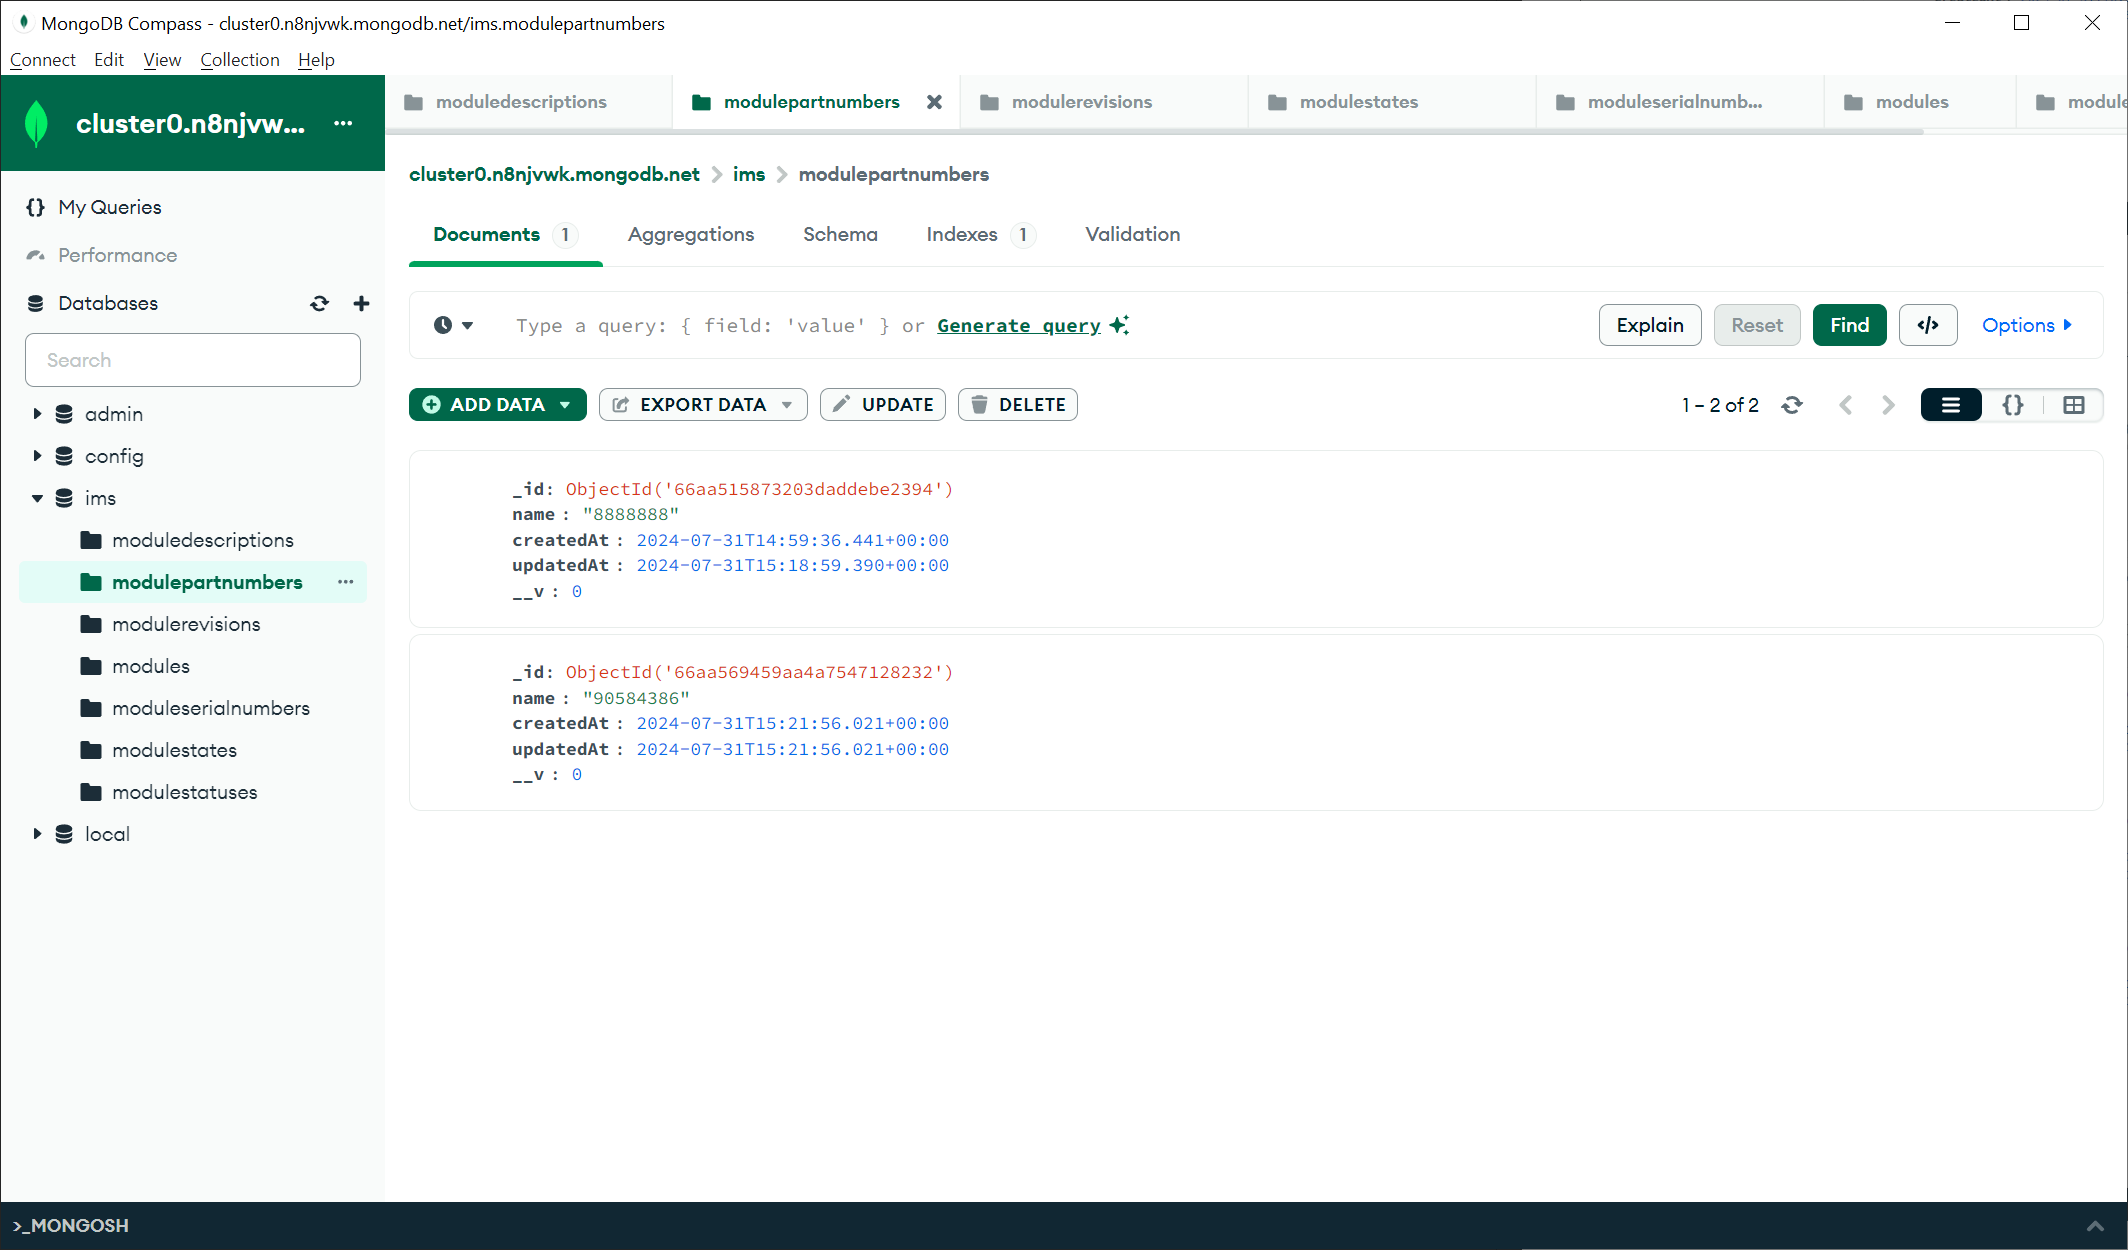 MongoDB Compass - cluster0.n8njvwk.mongodb.net/ims.modulepartnumbers
Connect Edit View Collection Help
cluster0.n8njvw...
moduledescriptions
modulepartnumbers
modulerevisions
modulestates
moduleserialnumb...
modules
module
My Queries
Performance
Databases
Search
admin
config
ims
moduledescriptions
modulepartnumbers
modulerevisions
modules
moduleserialnumbers
modulestates
modulestatuses
local
cluster0.n8njvwk.mongodb.net > ims > modulepartnumbers
Documents 1 Aggregations Schema Indexes 1 Validation
Type a query: { field: 'value' } or Generate query
Explain Reset Find </> Options
ADD DATA EXPORT DATA UPDATE DELETE
1 – 2 of 2
{}
_id: ObjectId('66aa515873203daddebe2394')
name : "8888888"
createdAt : 2024-07-31T14:59:36.441+00:00
updatedAt : 2024-07-31T15:18:59.390+00:00
__v : 0
_id: ObjectId('66aa569459aa4a7547128232')
name : "90584386"
createdAt : 2024-07-31T15:21:56.021+00:00
updatedAt : 2024-07-31T15:21:56.021+00:00
__v : 0
>_MONGOSH